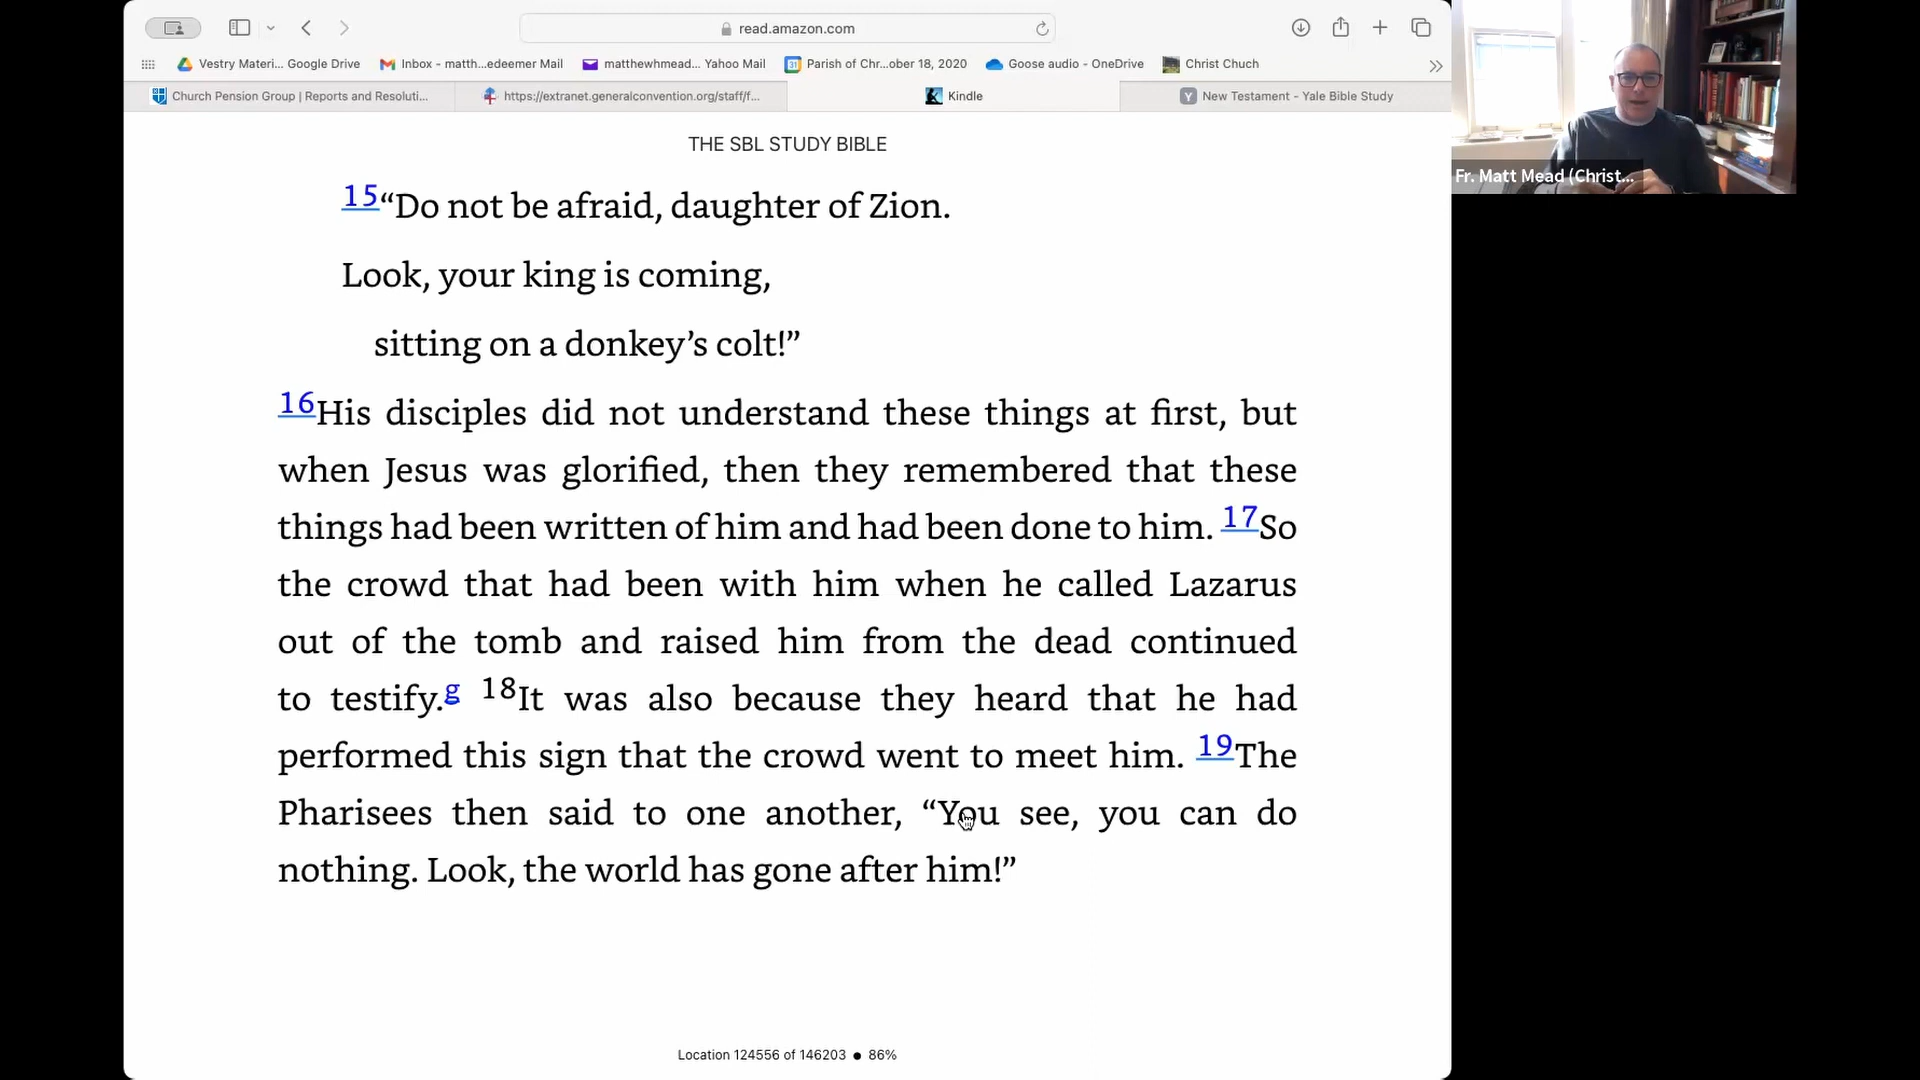 read.amazon.com
Vestry Materi... Google Drive
Inbox - matth...edeemer Mail
matthewhmead... Yahoo Mail
31
Parish of Chr...ober 18, 2020
Goose audio - OneDrive
Christ Chuch
Church Pension Group | Reports and Resoluti...
https://extranet.generalconvention.org/staff/f...
Kindle
Y
New Testament - Yale Bible Study
Fr. Matt Mead (Christ...
THE SBL STUDY BIBLE
15“Do not be afraid, daughter of Zion.
Look, your king is coming,
sitting on a donkey’s colt!”
16His disciples did not understand these things at first, but
when Jesus was glorified, then they remembered that these
things had been written of him and had been done to him. 17So
the crowd that had been with him when he called Lazarus
out of the tomb and raised him from the dead continued
to testify.g 18It was also because they heard that he had
performed this sign that the crowd went to meet him. 19The
Pharisees then said to one another, “You see, you can do
nothing. Look, the world has gone after him!”
Location 124556 of 146203 ● 86%